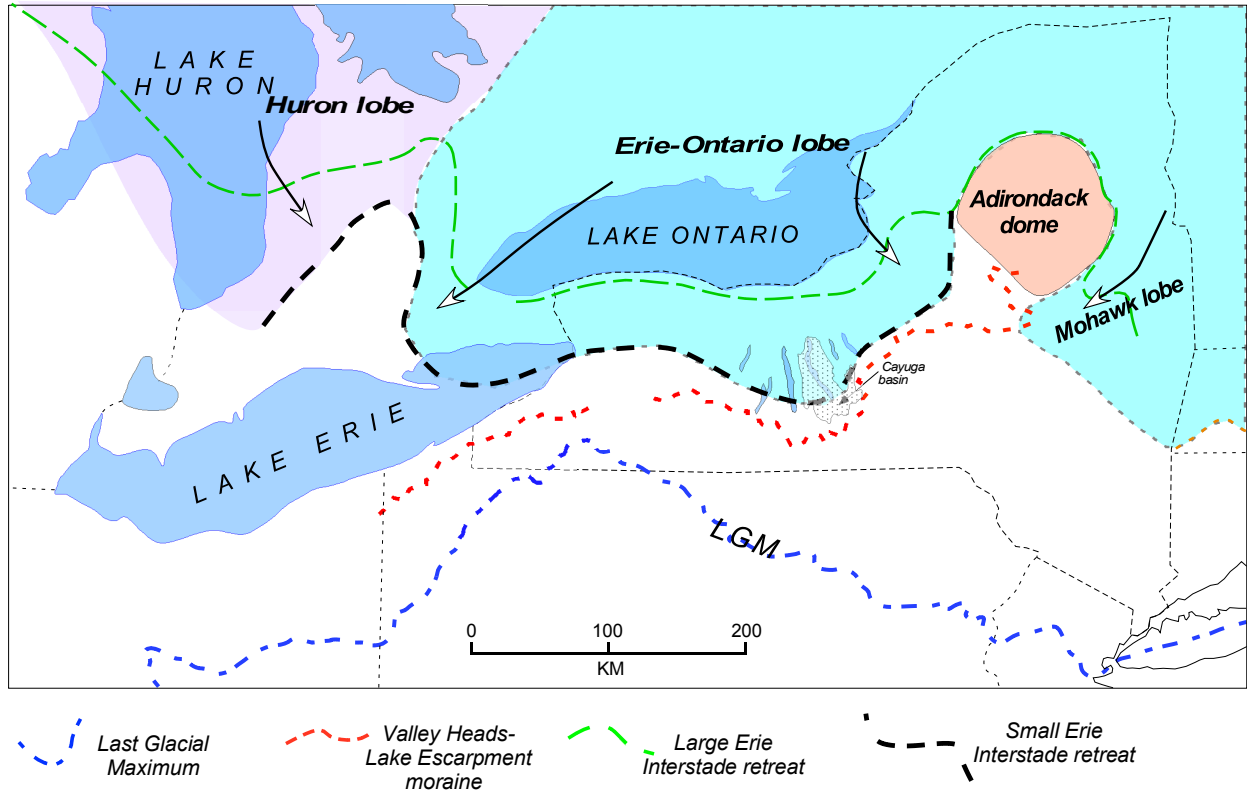 LAKE
HURON
Huron lobe
Erie-Ontario lobe
Adirondack
dome
LAKE ONTARIO
Mohawk lobe
Cayuga
basin
LAKE ERIE
LGM
0 100 200
KM
Last Glacial
Maximum
Valley Heads-
Lake Escarpment
moraine
Large Erie
Interstade retreat
Small Erie
Interstade retreat